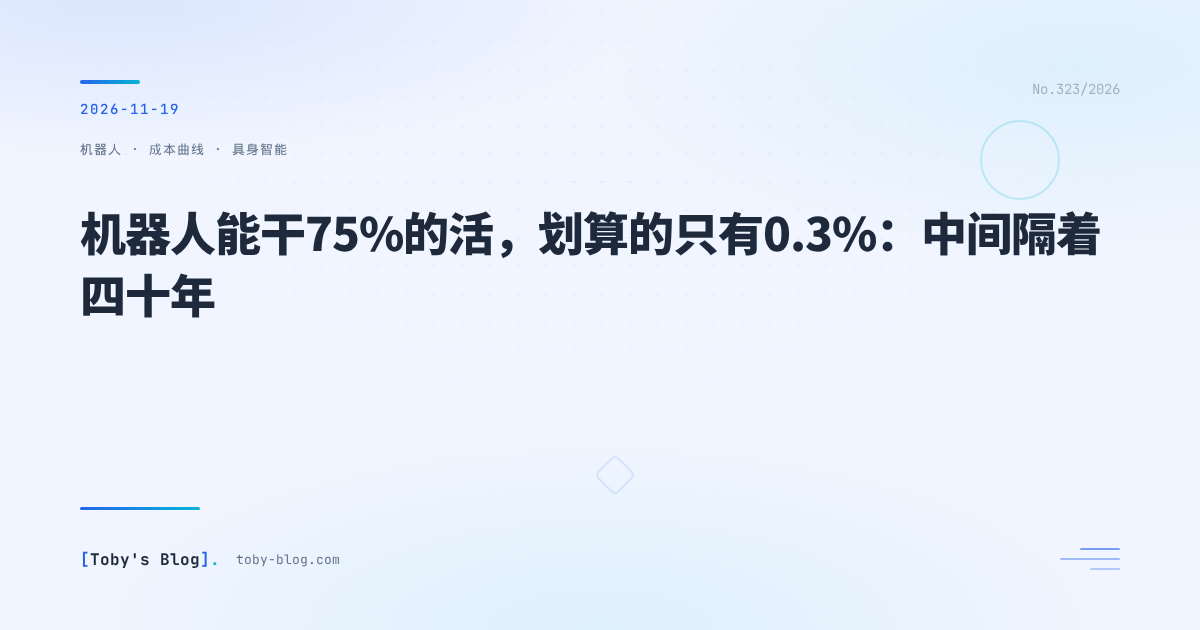 2026-11-19
No.323/2026
机器人 · 成本曲线 · 具身智能
机器人能干75%的活，划算的只有0.3%：中间隔着
四十年
[Toby's Blog]. toby-blog.com